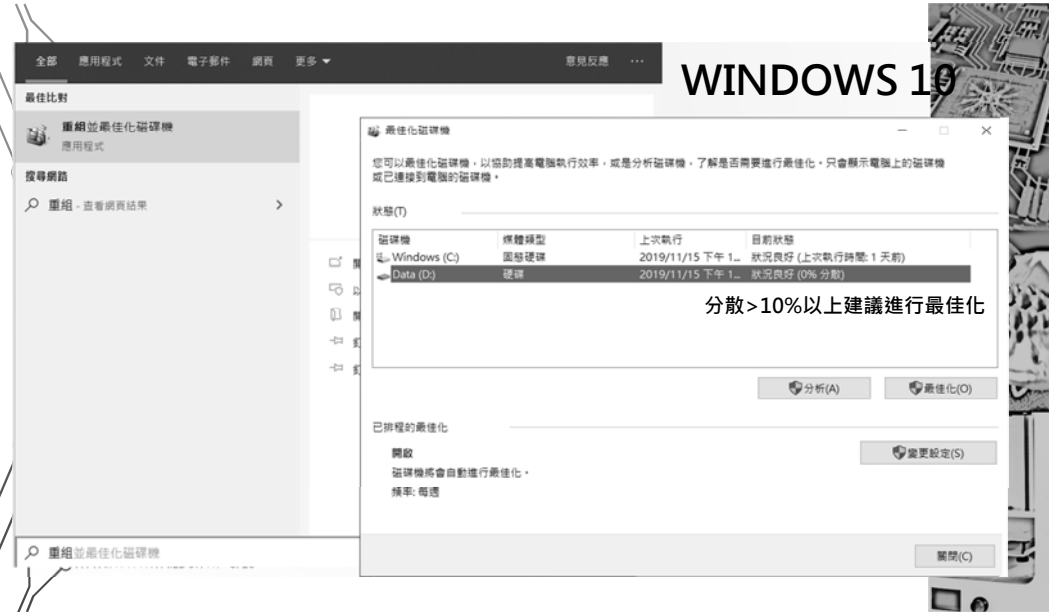 全部 應用程式 文件 電子郵件 網頁 更多 意見反應 ...
WINDOWS 10
最佳比對
重組並最佳化磁碟機
應用程式
搜尋網路
重組 - 查看網頁結果
最佳化磁碟機
您可以最佳化磁碟機，以協助提高電腦執行效率，或是分析磁碟機，了解是否需要進行最佳化。只會顯示電腦上的磁碟機
或已連接到電腦的磁碟機。
狀態(T)
磁碟機 媒體類型 上次執行 目前狀態
Windows (C:) 固態硬碟 2019/11/15 下午 1... 狀況良好 (上次執行時間: 1 天前)
Data (D:) 硬碟 2019/11/15 下午 1... 狀況良好 (0% 分散)
分散>10%以上建議進行最佳化
分析(A) 最佳化(O)
已排程的最佳化
開啟
磁碟機將會自動進行最佳化。
頻率: 每週
變更設定(S)
重組並最佳化磁碟機
關閉(C)